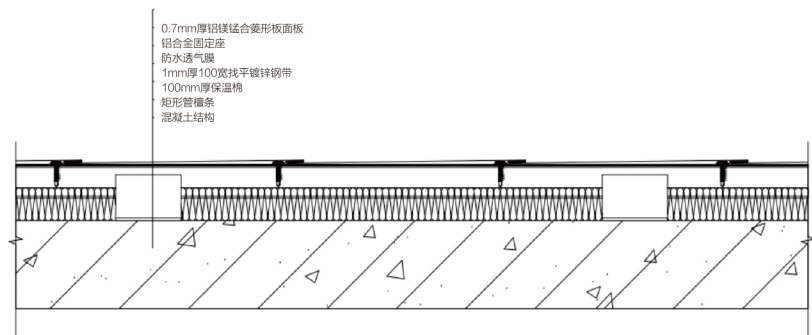 0.7mm厚铝镁锰合菱形板面板
铝合金固定座
防水透气膜
1mm厚100宽找平镀锌钢带
100mm厚保温棉
矩形管檀条
混凝土结构